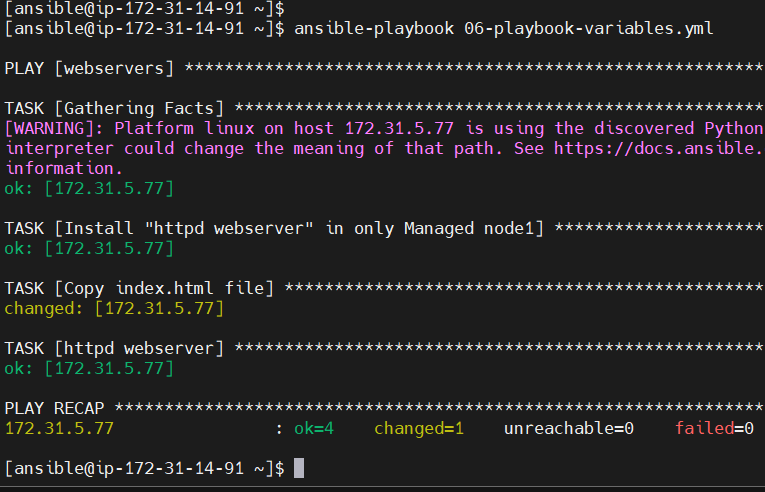 [ansible@ip-172-31-14-91 ~]$
[ansible@ip-172-31-14-91 ~]$ ansible-playbook 06-playbook-variables.yml
PLAY [webservers] **********************************************************
TASK [Gathering Facts] *****************************************************
[WARNING]: Platform linux on host 172.31.5.77 is using the discovered Python
interpreter could change the meaning of that path. See https://docs.ansible.
information.
ok: [172.31.5.77]
TASK [Install "httpd webserver" in only Managed node1] *********************
ok: [172.31.5.77]
TASK [Copy index.html file] ************************************************
changed: [172.31.5.77]
TASK [httpd webserver] *****************************************************
ok: [172.31.5.77]
PLAY RECAP *****************************************************************
172.31.5.77                : ok=4    changed=1    unreachable=0    failed=0
[ansible@ip-172-31-14-91 ~]$